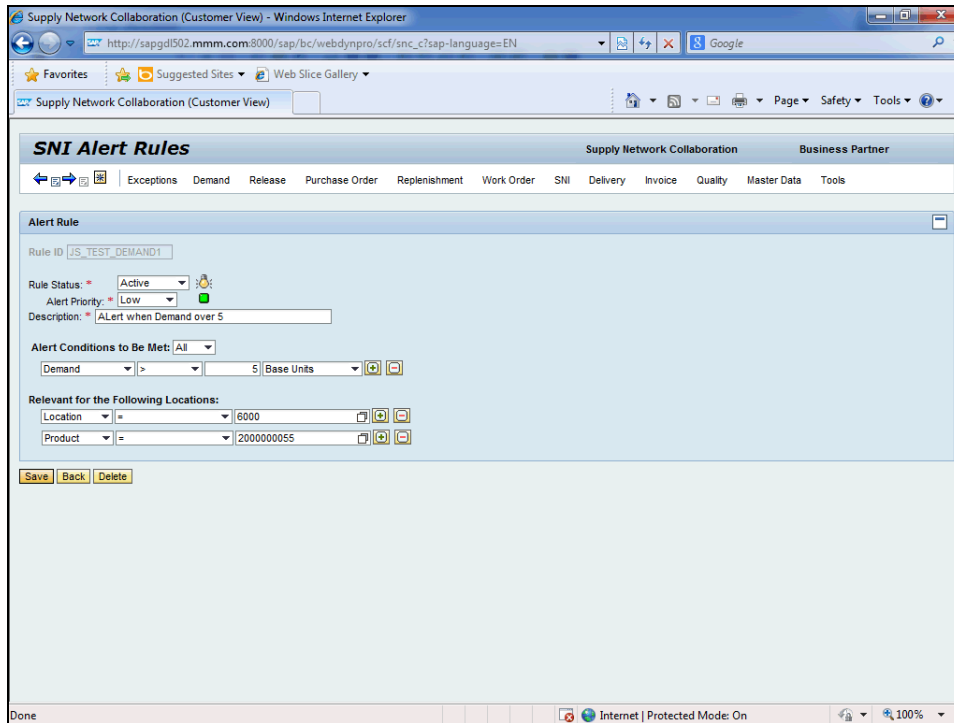 Supply Network Collaboration (Customer View) - Windows Internet Explorer
http://sapgdl502.mmm.com:8000/sap/bc/webdynpro/scf/snc_c?sap-language=EN
Google
Favorites Suggested Sites Web Slice Gallery
Supply Network Collaboration (Customer View) Page Safety Tools
SNI Alert Rules Supply Network Collaboration Business Partner
Exceptions Demand Release Purchase Order Replenishment Work Order SNI Delivery Invoice Quality Master Data Tools
Alert Rule
Rule ID JS_TEST_DEMAND1
Rule Status: * Active
Alert Priority: * Low
Description: * ALert when Demand over 5
Alert Conditions to Be Met: All
Demand > 5 Base Units
Relevant for the Following Locations:
Location = 6000
Product = 2000000055
Save Back Delete
Done Internet | Protected Mode: On 100%